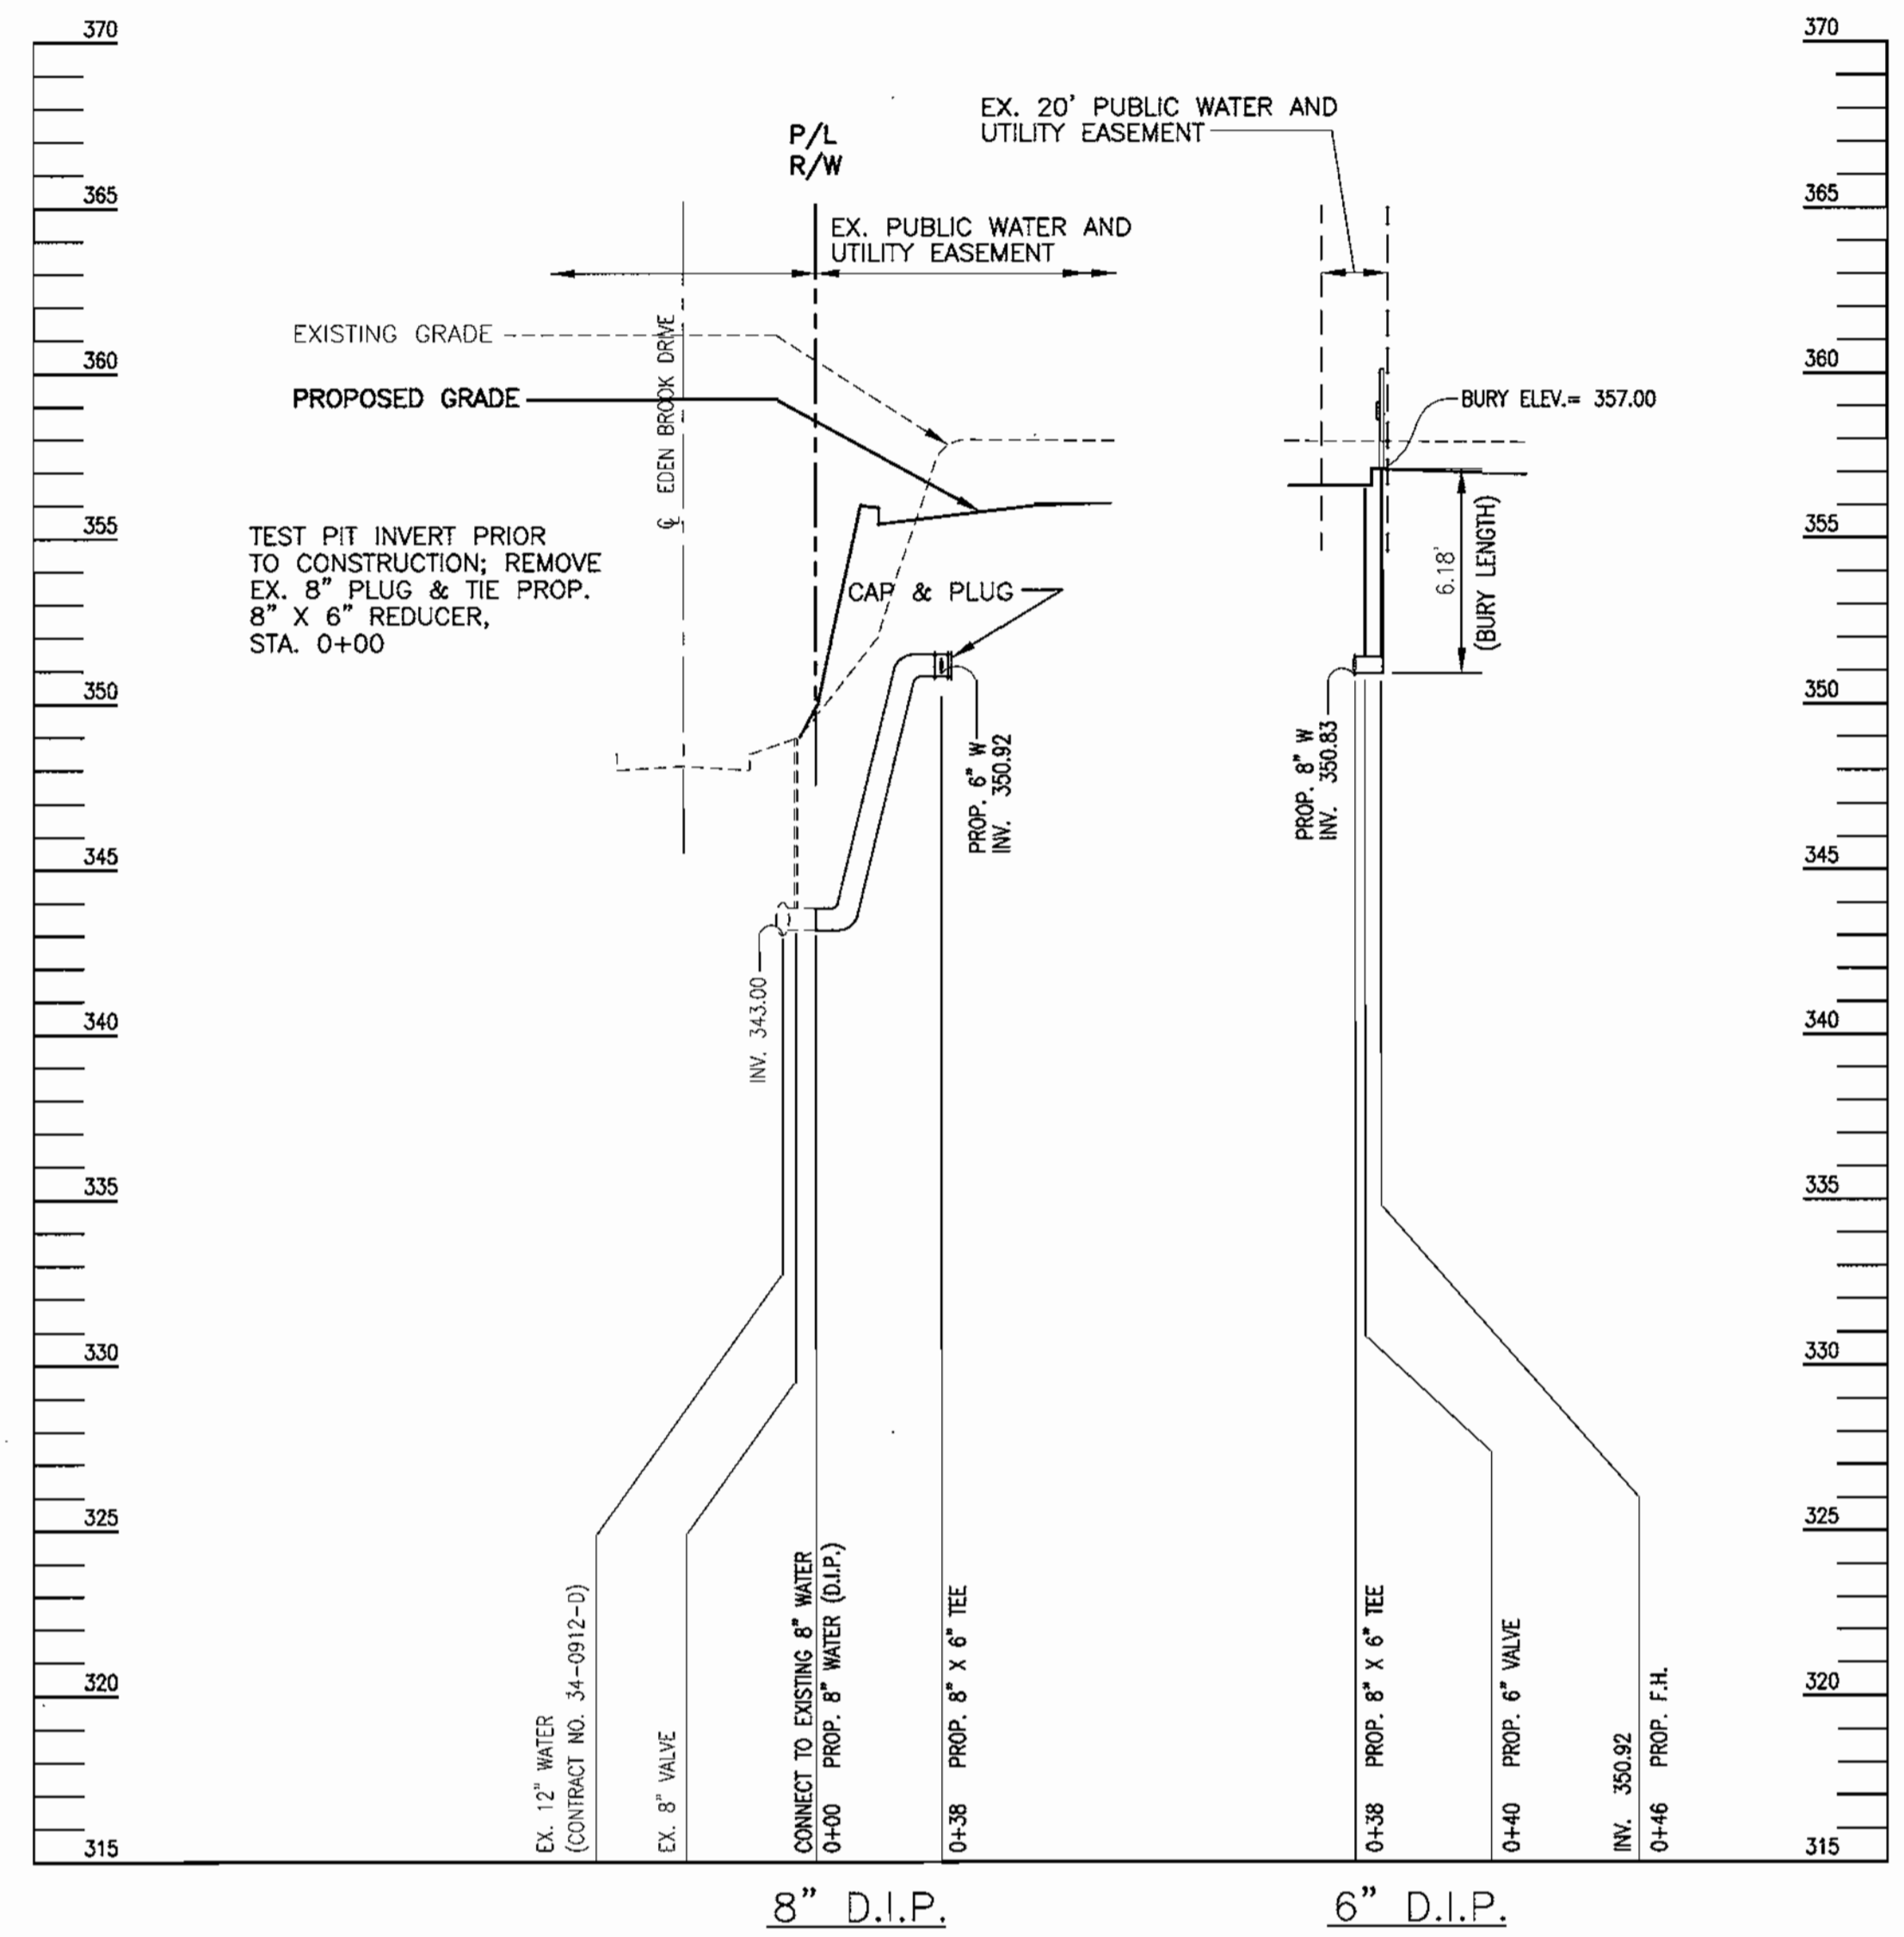 370
365
360
355
350
345
340
335
330
325
320
315
P/L
R/W
EX. PUBLIC WATER AND
UTILITY EASEMENT
EX. 20' PUBLIC WATER AND
UTILITY EASEMENT
EXISTING GRADE
PROPOSED GRADE
℄ EDEN BROOK DRIVE
TEST PIT INVERT PRIOR
TO CONSTRUCTION; REMOVE
EX. 8" PLUG & TIE PROP.
8" X 6" REDUCER,
STA. 0+00
CAP & PLUG
PROP. 6" W
INV. 350.92
INV. 343.00
BURY ELEV.= 357.00
6.18'
(BURY LENGTH)
PROP. 8" W
INV. 350.83
EX. 12" WATER
(CONTRACT NO. 34-0912-D)
EX. 8" VALVE
CONNECT TO EXISTING 8" WATER
0+00 PROP. 8" WATER (D.I.P.)
0+38 PROP. 8" X 6" TEE
0+38 PROP. 8" X 6" TEE
0+40 PROP. 6" VALVE
INV. 350.92
0+46 PROP. F.H.
370
365
360
355
350
345
340
335
330
325
320
315
8" D.I.P.
6" D.I.P.